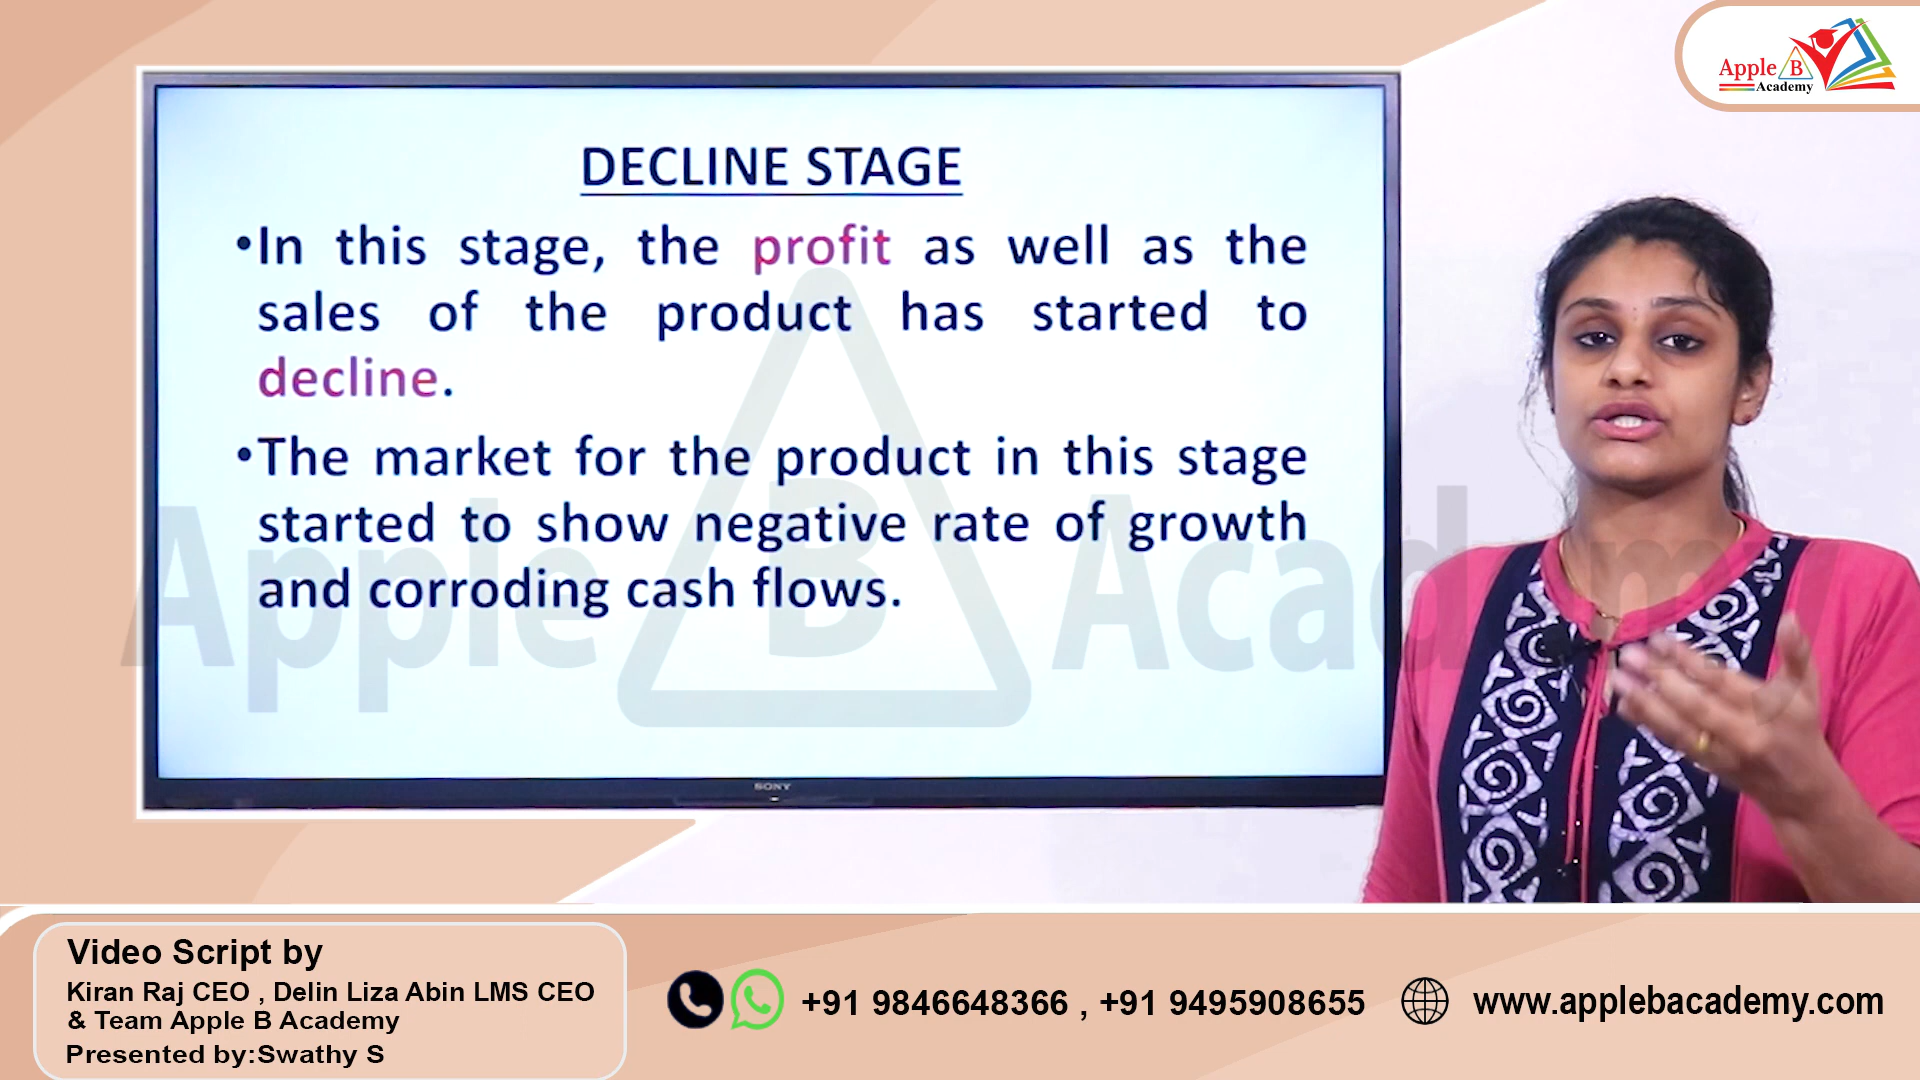 Apple B
Academy
DECLINE STAGE
•In this stage, the profit as well as the
sales of the product has started to
decline.
•The market for the product in this stage
started to show negative rate of growth
and corroding cash flows.
Apple B Academy
SONY
Video Script by
Kiran Raj CEO , Delin Liza Abin LMS CEO
& Team Apple B Academy
Presented by:Swathy S
+91 9846648366 , +91 9495908655
www.applebacademy.com